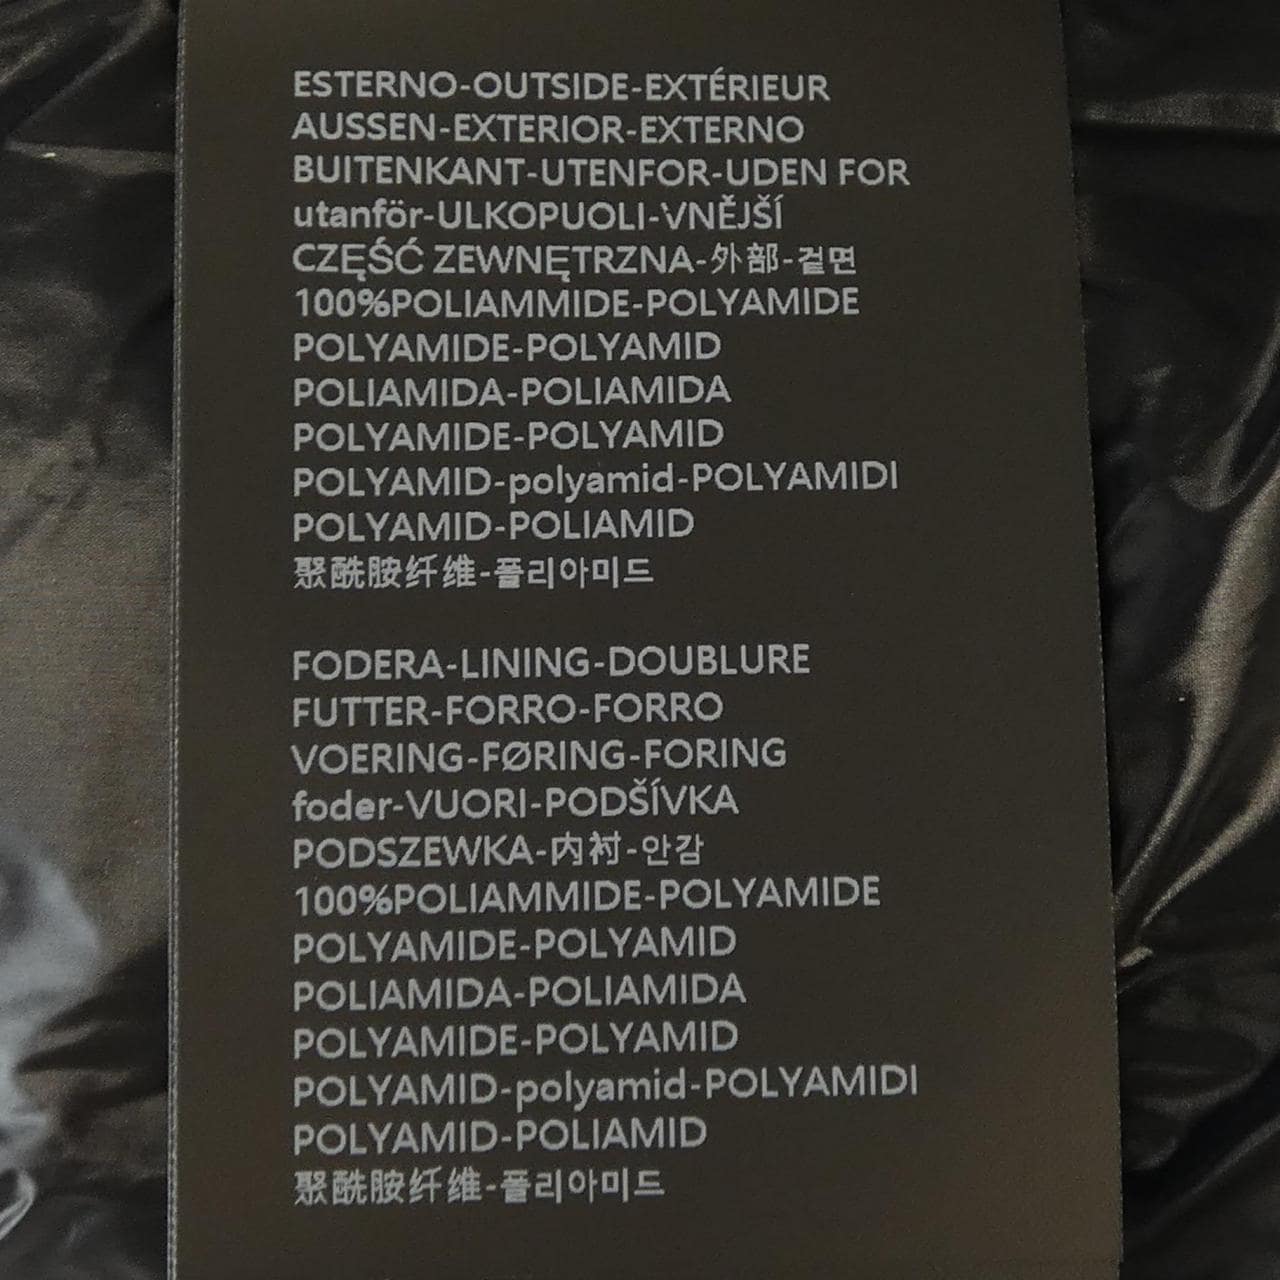 ESTERNO-OUTSIDE-EXTÉRIEUR
AUSSEN-EXTERIOR-EXTERNO
BUITENKANT-UTENFOR-UDEN FOR
utanför-ULKOPUOLI-VNĚJŠÍ
CZĘŚĆ ZEWNĘTRZNA-外部-겉면
100%POLIAMMIDE-POLYAMIDE
POLYAMIDE-POLYAMID
POLIAMIDA-POLIAMIDA
POLYAMIDE-POLYAMID
POLYAMID-polyamid-POLYAMIDI
POLYAMID-POLIAMID
聚酰胺纤维-폴리아미드
FODERA-LINING-DOUBLURE
FUTTER-FORRO-FORRO
VOERING-FØRING-FORING
foder-VUORI-PODŠÍVKA
PODSZEWKA-内衬-안감
100%POLIAMMIDE-POLYAMIDE
POLYAMIDE-POLYAMID
POLIAMIDA-POLIAMIDA
POLYAMIDE-POLYAMID
POLYAMID-polyamid-POLYAMIDI
POLYAMID-POLIAMID
聚酰胺纤维-폴리아미드